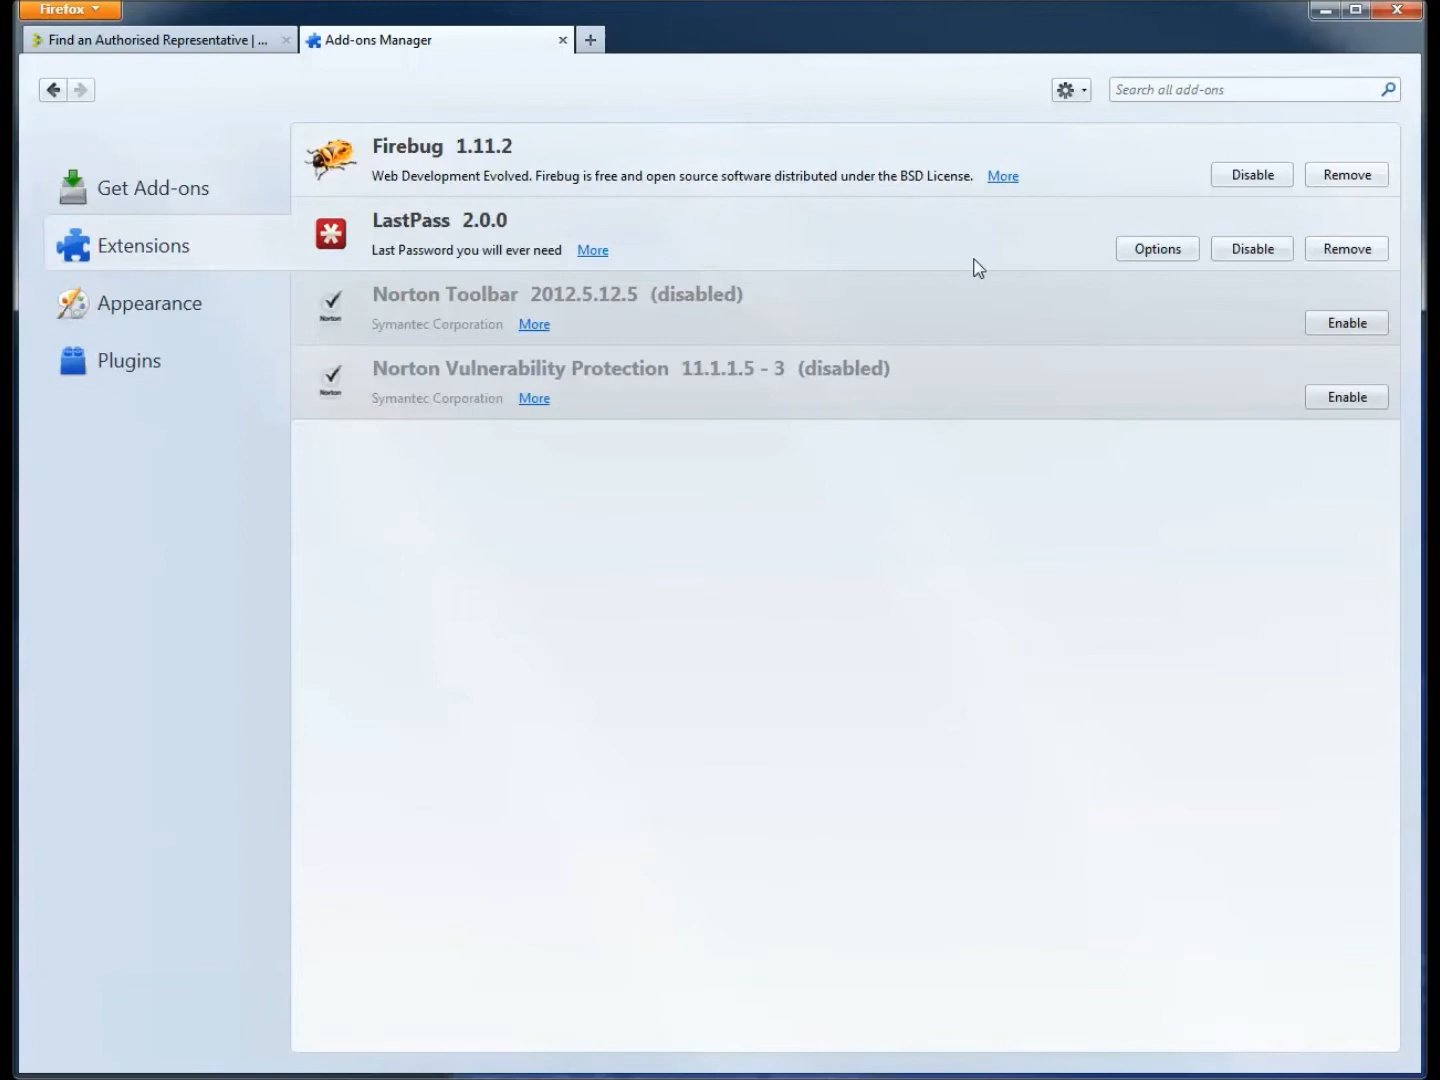 Firefox
Find an Authorised Representative | ...
Add-ons Manager
Search all add-ons
Get Add-ons
Extensions
Appearance
Plugins
Firebug 1.11.2
Web Development Evolved. Firebug is free and open source software distributed under the BSD License. More
Disable Remove
LastPass 2.0.0
Last Password you will ever need More
Options Disable Remove
Norton Toolbar 2012.5.12.5 (disabled)
Norton
Symantec Corporation More
Enable
Norton Vulnerability Protection 11.1.1.5 - 3 (disabled)
Norton
Symantec Corporation More
Enable